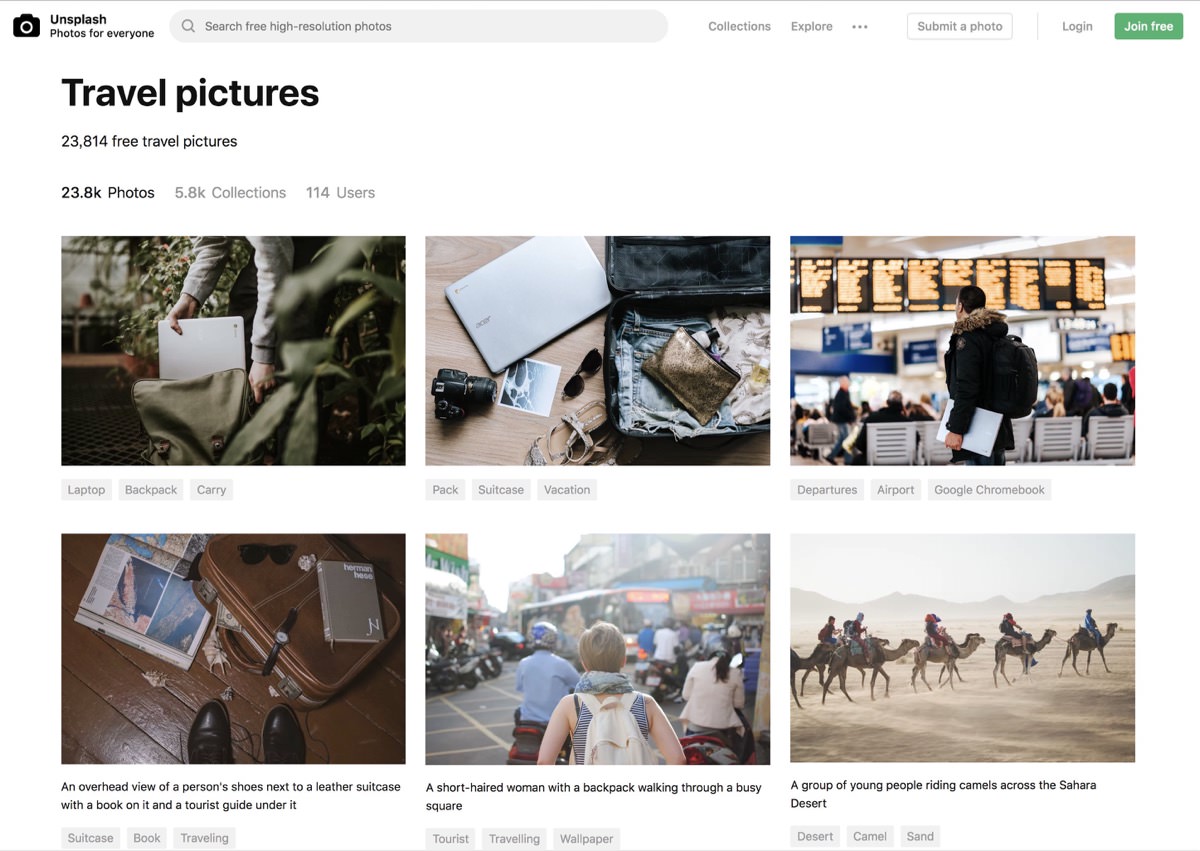 Unsplash
Photos for everyone
Search free high-resolution photos
Collections
Explore
Submit a photo
Login
Join free
Travel pictures
23,814 free travel pictures
23.8k Photos
5.8k Collections
114 Users
acer
Laptop
Backpack
Carry
Pack
Suitcase
Vacation
Departures
Airport
Google Chromebook
herman
hesse
An overhead view of a person's shoes next to a leather suitcase
with a book on it and a tourist guide under it
Suitcase
Book
Traveling
A short-haired woman with a backpack walking through a busy
square
Tourist
Travelling
Wallpaper
A group of young people riding camels across the Sahara
Desert
Desert
Camel
Sand